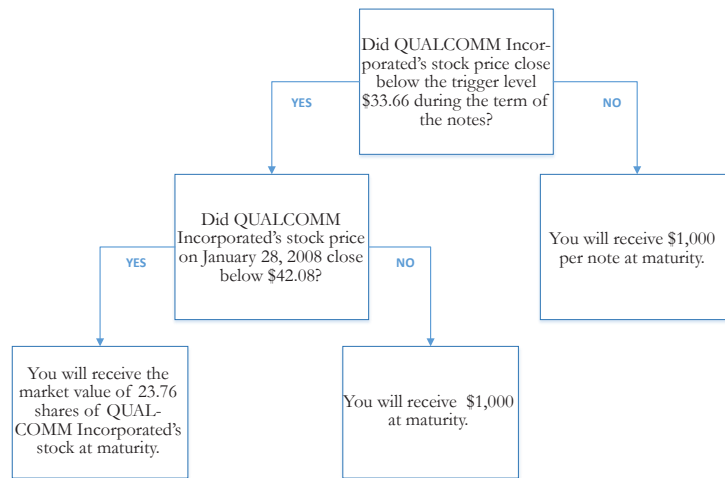 Did QUALCOMM Incor-
porated's stock price close
below the trigger level
$33.66 during the term of
the notes?
YES
NO
Did QUALCOMM
Incorporated's stock price
on January 28, 2008 close
below $42.08?
You will receive $1,000
per note at maturity.
YES
NO
You will receive the
market value of 23.76
shares of QUAL-
COMM Incorporated's
stock at maturity.
You will receive  $1,000
at maturity.